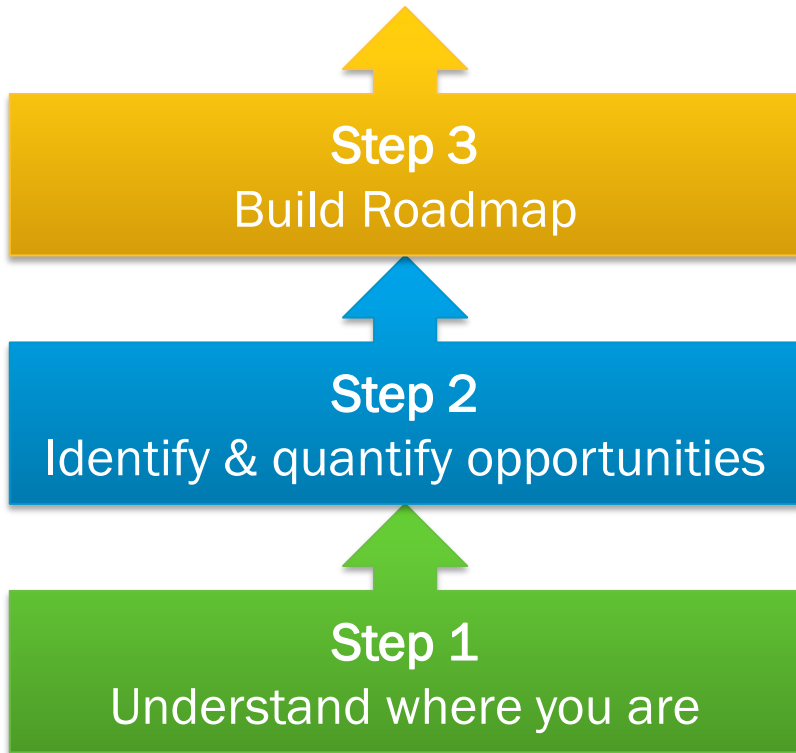 Step 3
Build Roadmap
Step 2
Identify & quantify opportunities
Step 1
Understand where you are